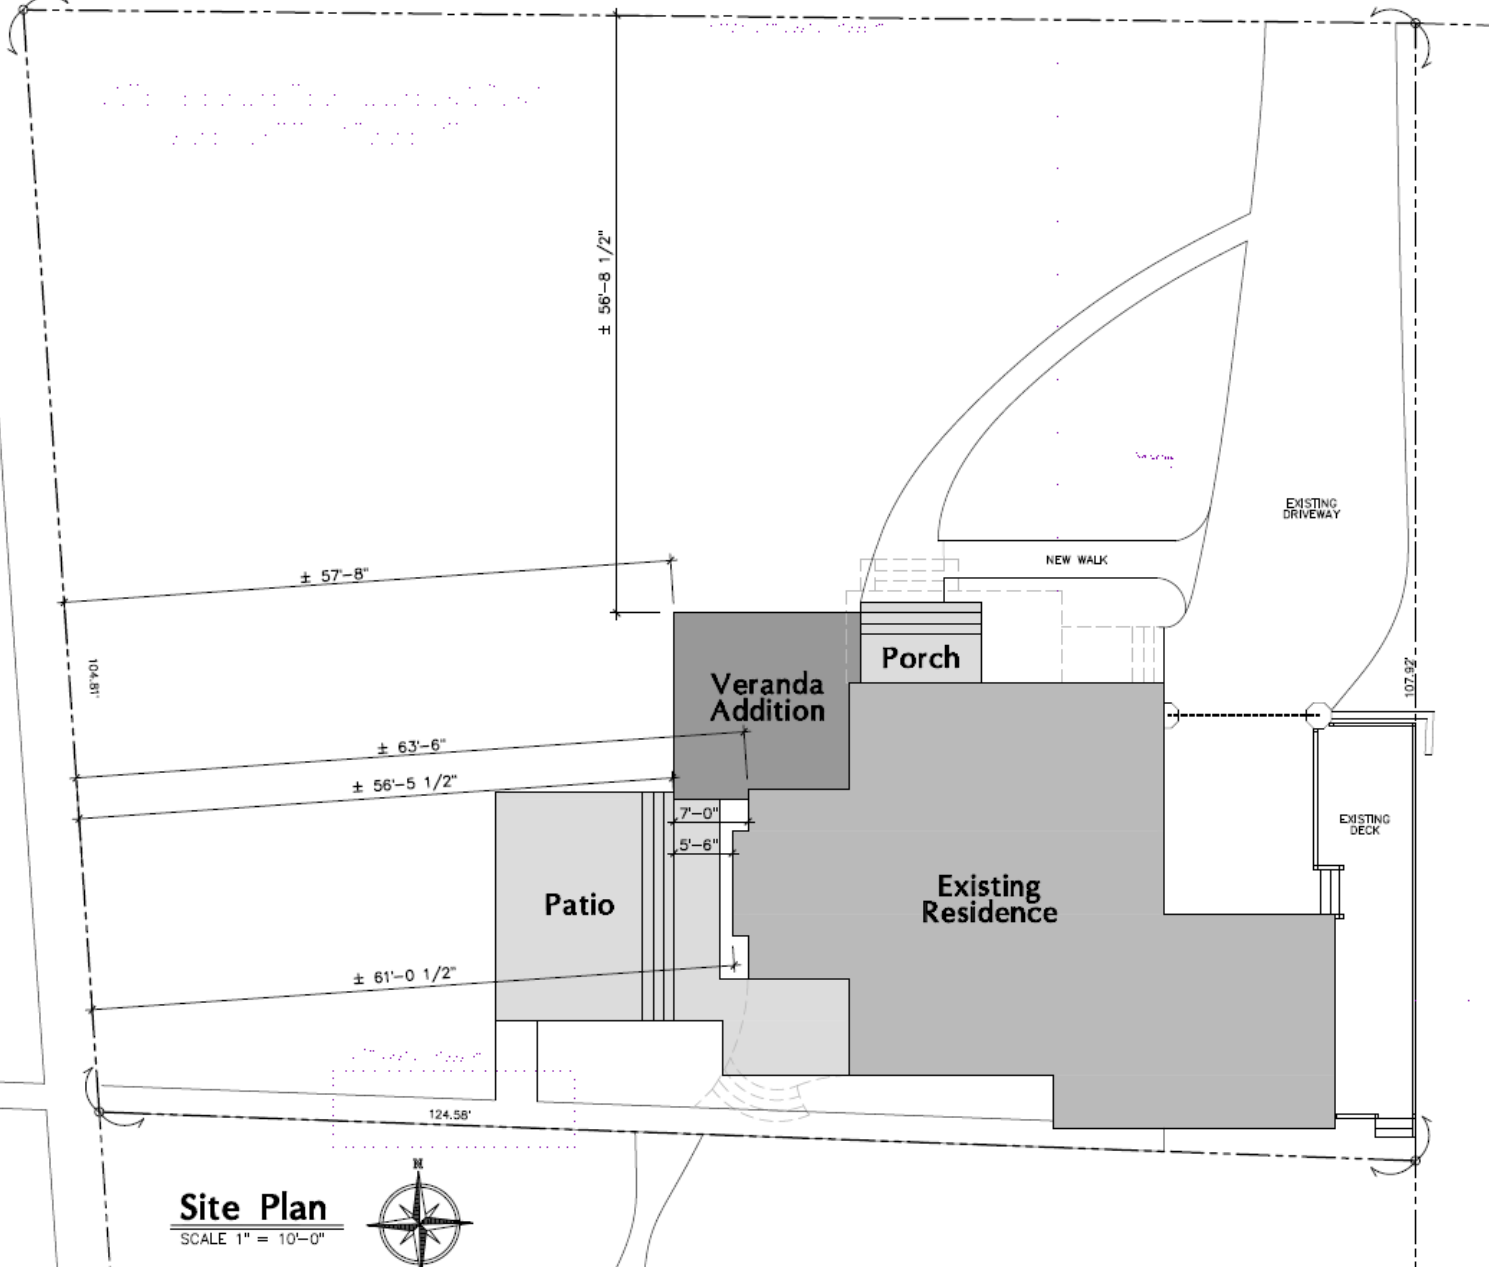 ± 56'-8 1/2"
EXISTING
DRIVEWAY
NEW WALK
± 57'-8"
Porch
Veranda
Addition
104.81'
107.92'
± 63'-6"
± 56'-5 1/2"
7'-0"
5'-6"
EXISTING
DECK
Existing
Residence
Patio
± 61'-0 1/2"
124.58'
N
Site Plan
SCALE 1" = 10'-0"